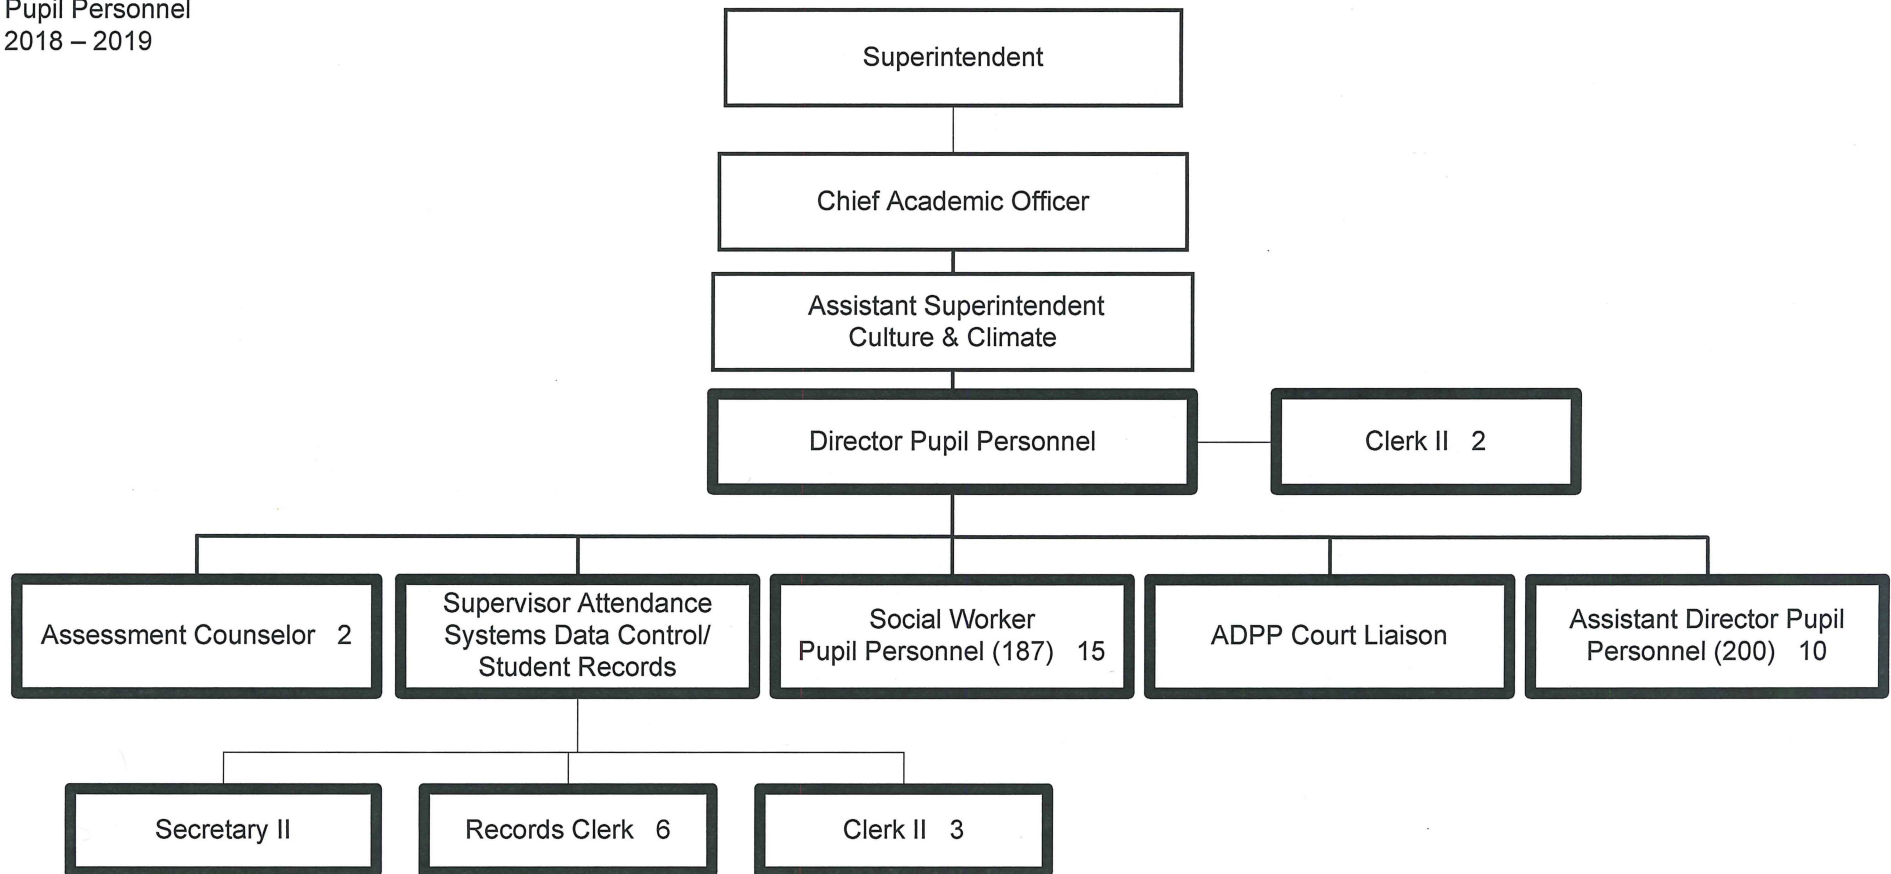 Pupil Personnel
2018 – 2019
Superintendent
Chief Academic Officer
Assistant Superintendent
Culture & Climate
Director Pupil Personnel
Clerk II 2
Assessment Counselor 2
Supervisor Attendance
Systems Data Control/
Student Records
Social Worker
Pupil Personnel (187) 15
ADPP Court Liaison
Assistant Director Pupil
Personnel (200) 10
Secretary II
Records Clerk 6
Clerk II 3